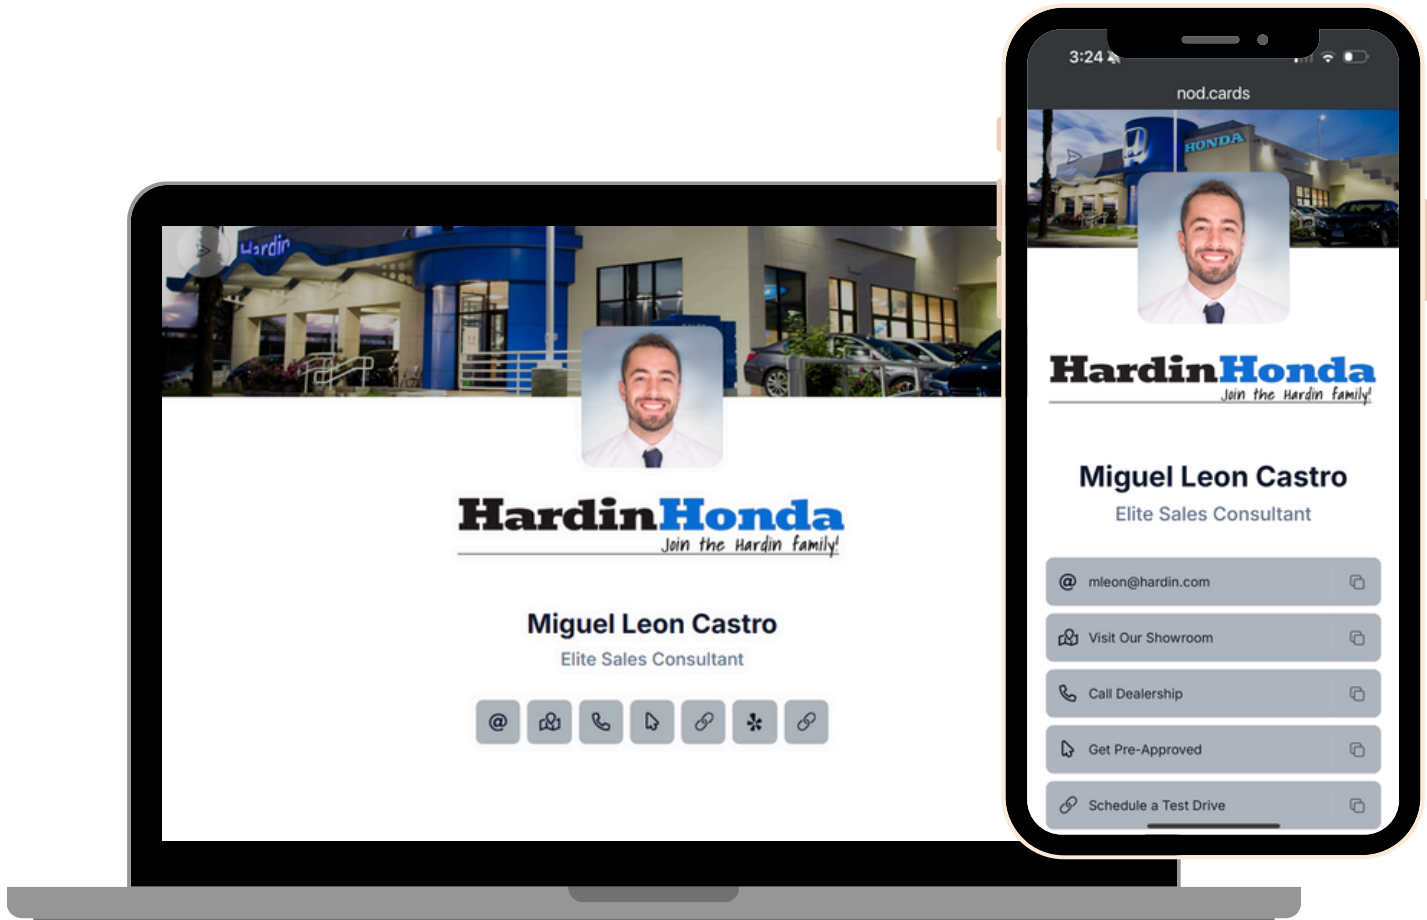 Hardin
HardinHonda
Join the Hardin family!
Miguel Leon Castro
Elite Sales Consultant
@
3:24
nod.cards
HONDA
HardinHonda
Join the Hardin family!
Miguel Leon Castro
Elite Sales Consultant
@ mleon@hardin.com
Visit Our Showroom
Call Dealership
Get Pre-Approved
Schedule a Test Drive